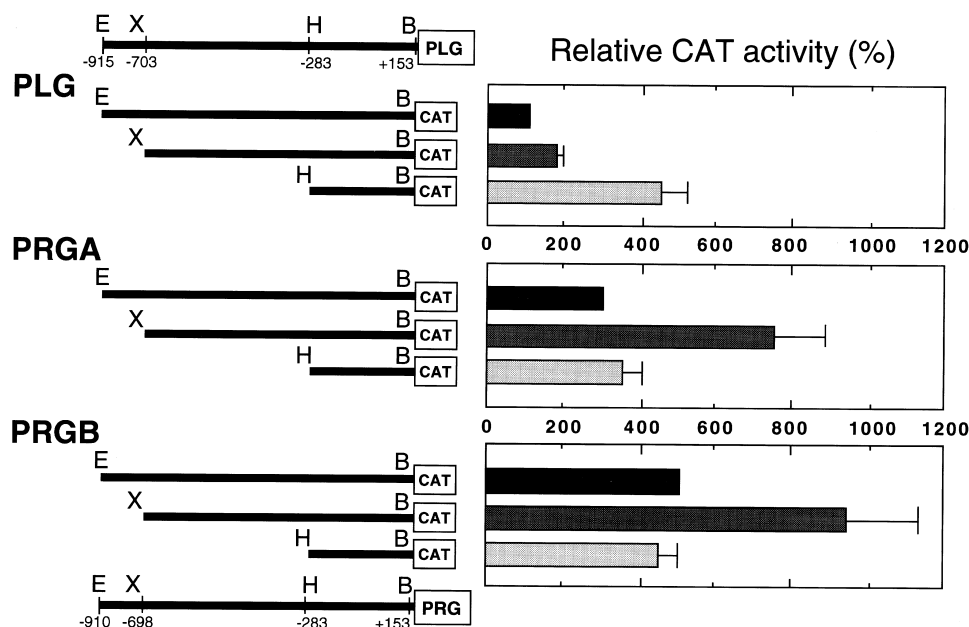 E X H B
PLG
-915 -703 -283 +153
Relative CAT activity (%)
PLG
E B
CAT
X B
CAT
H B
CAT
0 200 400 600 800 1000 1200
PRGA
E B
CAT
X B
CAT
H B
CAT
0 200 400 600 800 1000 1200
PRGB
E B
CAT
X B
CAT
H B
CAT
E X H B
PRG
-910 -698 -283 +153